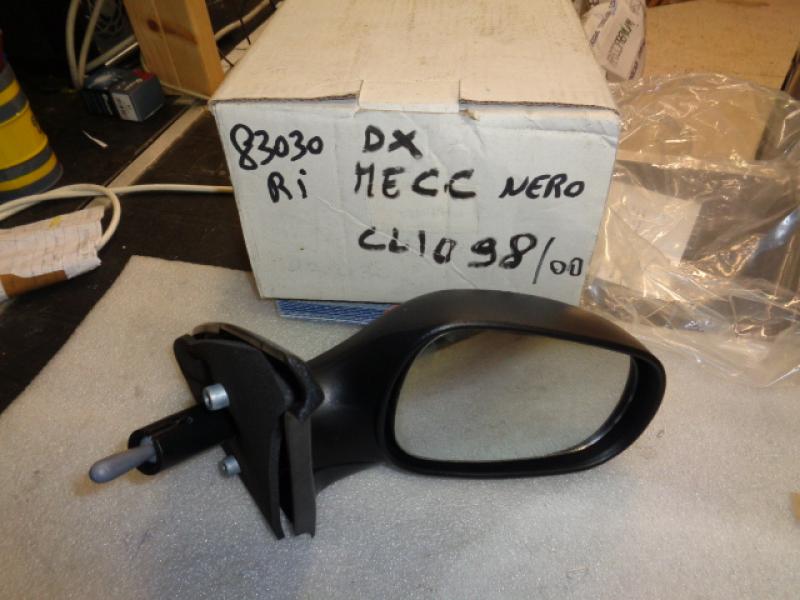 83030 DX
Ri MECC NERO
CLIO 98/00